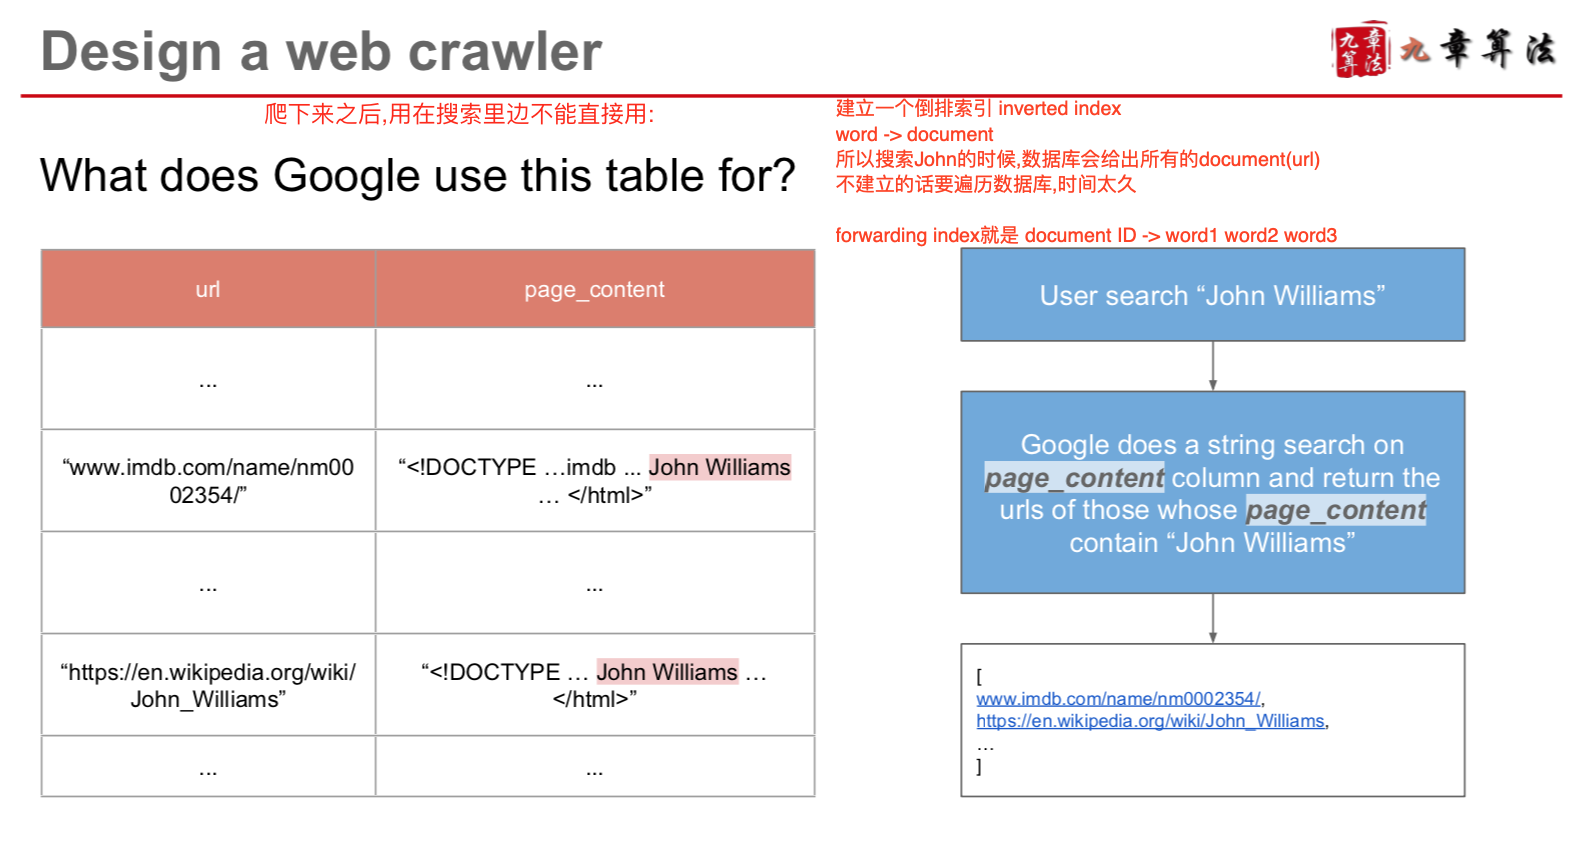 Design a web crawler
九章算法
九章算法
爬下来之后,用在搜索里边不能直接用:
What does Google use this table for?
建立一个倒排索引 inverted index
word -> document
所以搜索John的时候,数据库会给出所有的document(url)
不建立的话要遍历数据库,时间太久
forwarding index就是 document ID -> word1 word2 word3
url
page_content
...
...
“www.imdb.com/name/nm00
02354/”
“<!DOCTYPE …imdb ... John Williams
… </html>”
...
...
“https://en.wikipedia.org/wiki/
John_Williams”
“<!DOCTYPE … John Williams …
</html>”
...
...
User search “John Williams”
Google does a string search on
page_content column and return the
urls of those whose page_content
contain “John Williams”
[
www.imdb.com/name/nm0002354/,
https://en.wikipedia.org/wiki/John_Williams,
…
]